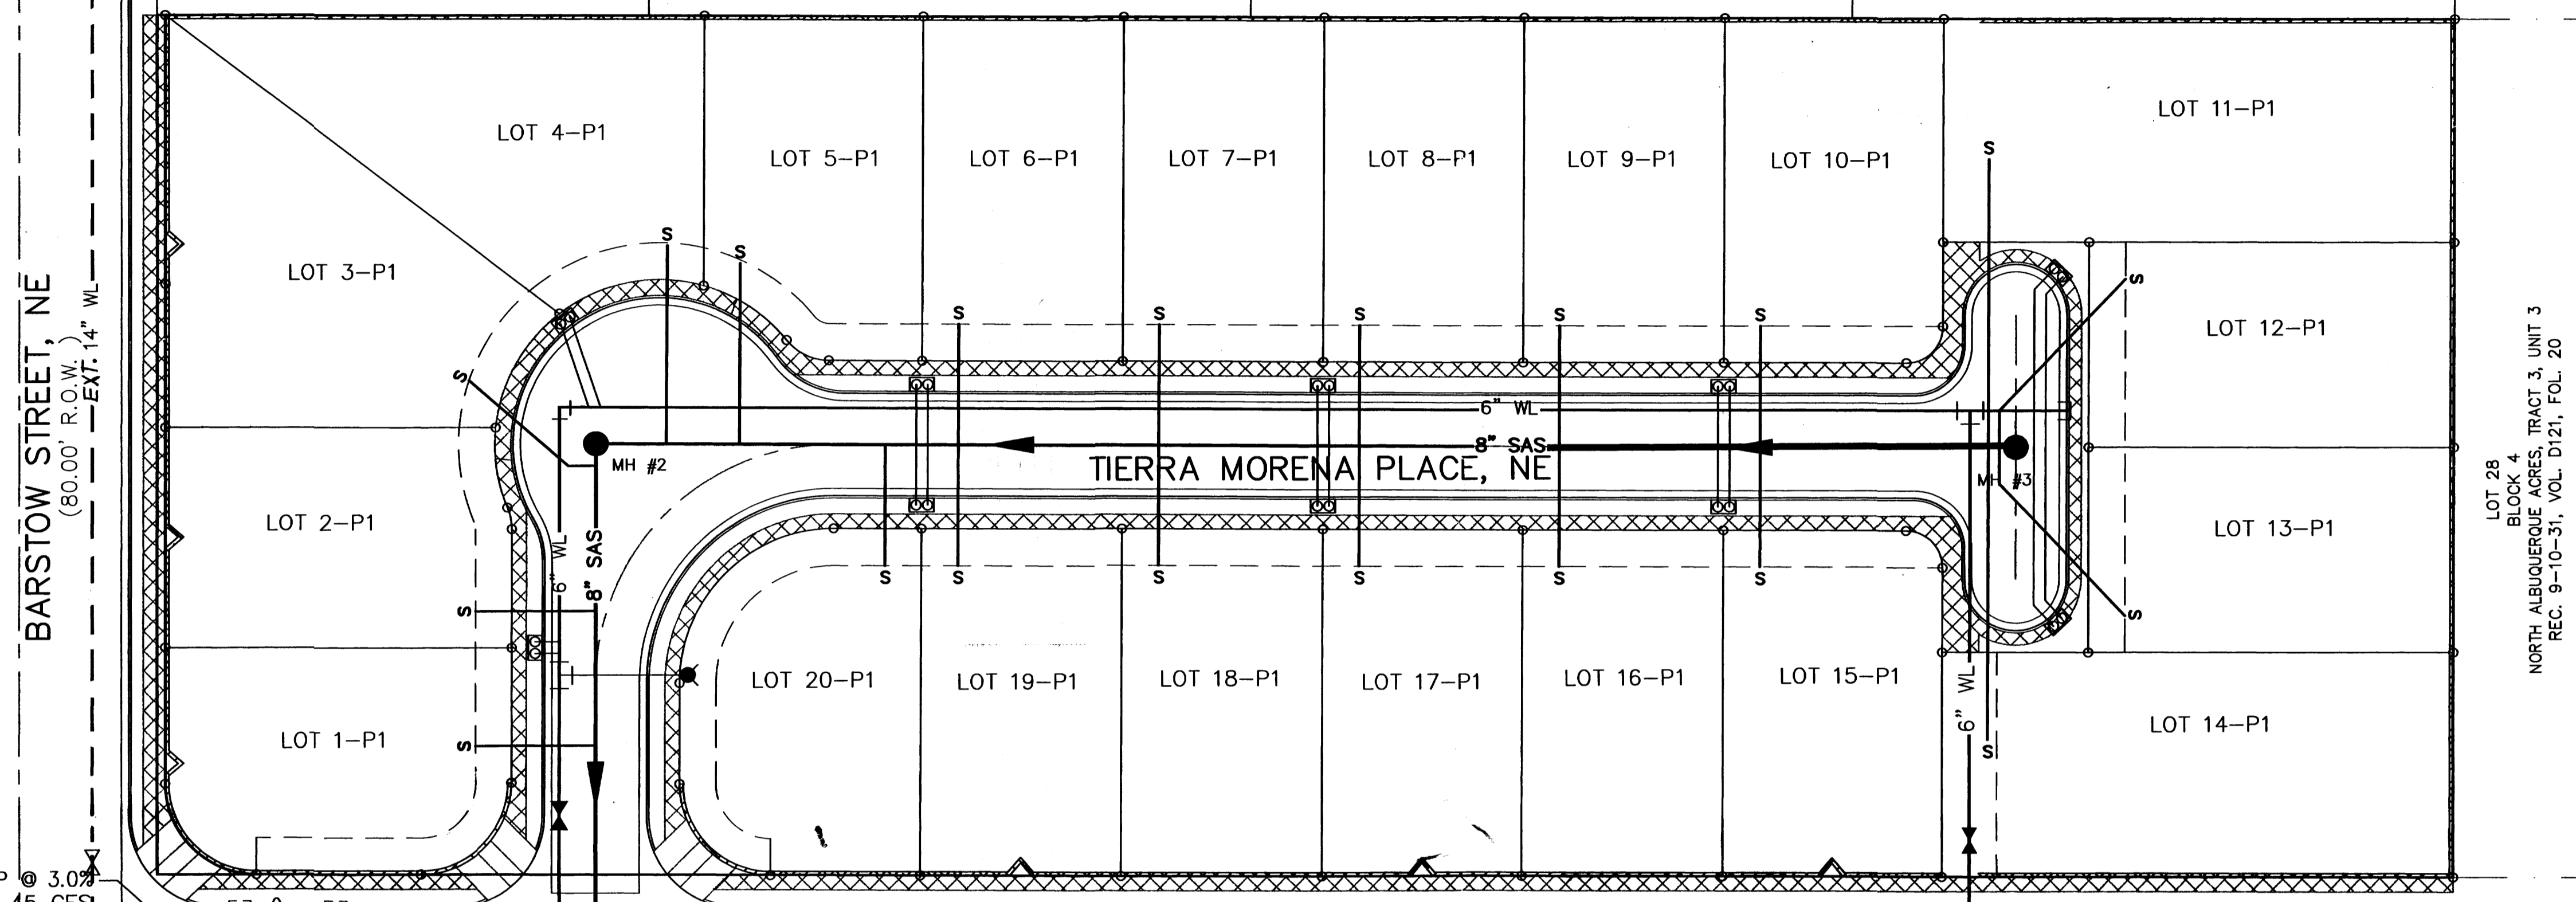 BARSTOW STREET, NE
(80.00' R.O.W. )
EXT. 14" WL
LOT 4-P1
LOT 3-P1
LOT 2-P1
LOT 1-P1
LOT 5-P1
LOT 6-P1
LOT 7-P1
LOT 8-P1
LOT 9-P1
LOT 10-P1
LOT 11-P1
LOT 12-P1
LOT 13-P1
LOT 14-P1
S
S
S
S
S
S
S
S
S
S
S
6" WL
8" SAS
TIERRA MORENA PLACE, NE
MH #2
MH #3
6" WL
8" SAS
S
S
S
S
S
S
S
S
S
S
LOT 20-P1
LOT 19-P1
LOT 18-P1
LOT 17-P1
LOT 16-P1
LOT 15-P1
6" WL
LOT 28
BLOCK 4
NORTH ALBUQUERQUE ACRES, TRACT 3, UNIT 3
REC. 9-10-31, VOL. D121, FOL. 20
P @ 3.0%
45 CFS